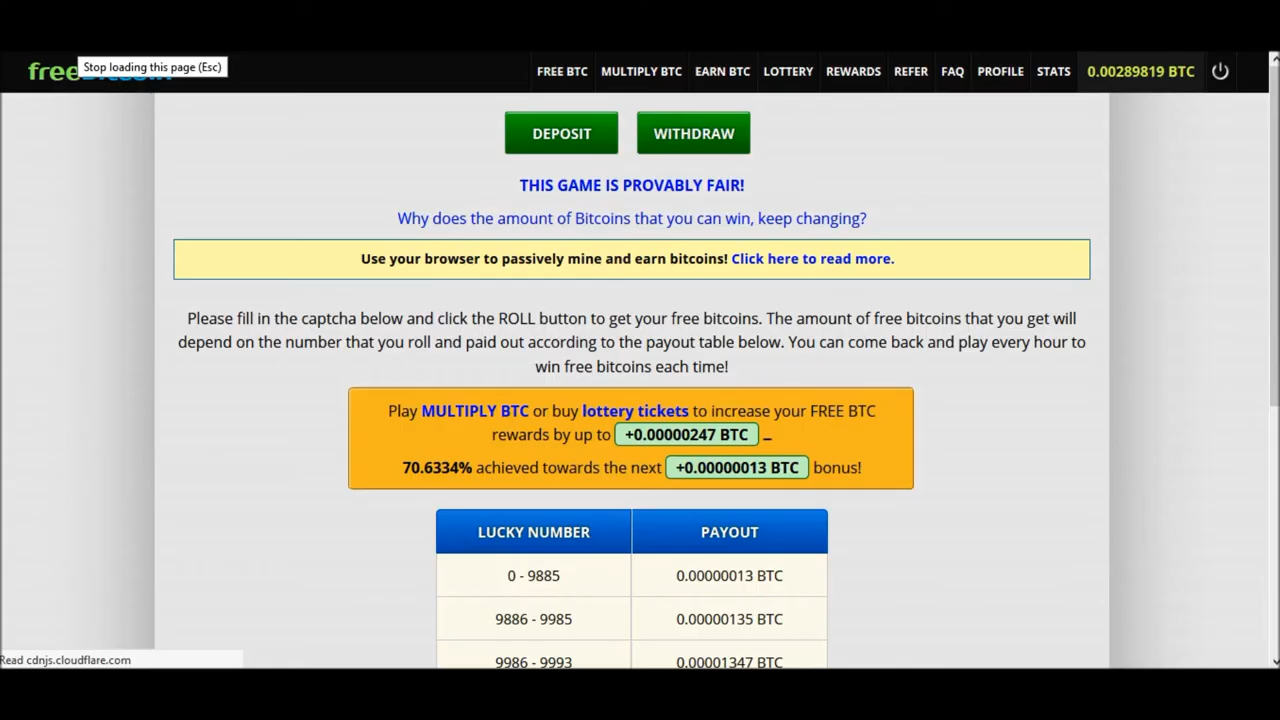 free
Stop loading this page (Esc)
FREE BTC MULTIPLY BTC EARN BTC LOTTERY REWARDS REFER FAQ PROFILE STATS 0.00289819 BTC
DEPOSIT WITHDRAW
THIS GAME IS PROVABLY FAIR!
Why does the amount of Bitcoins that you can win, keep changing?
Use your browser to passively mine and earn bitcoins! Click here to read more.
Please fill in the captcha below and click the ROLL button to get your free bitcoins. The amount of free bitcoins that you get will
depend on the number that you roll and paid out according to the payout table below. You can come back and play every hour to
win free bitcoins each time!
Play MULTIPLY BTC or buy lottery tickets to increase your FREE BTC
rewards by up to +0.00000247 BTC –
70.6334% achieved towards the next +0.00000013 BTC bonus!
LUCKY NUMBER PAYOUT
0 - 9885 0.00000013 BTC
9886 - 9985 0.00000135 BTC
9986 - 9993 0.00001347 BTC
Read cdnjs.cloudflare.com